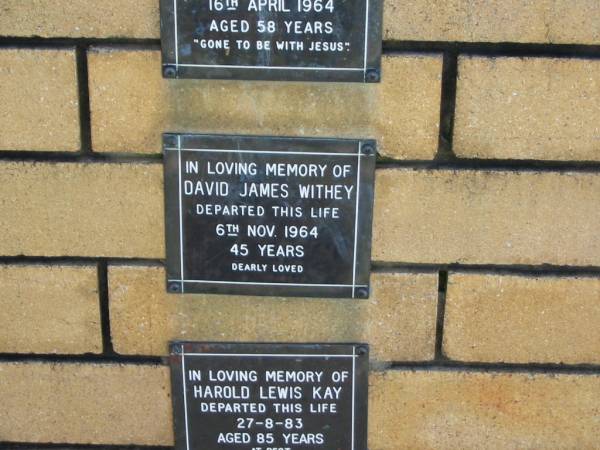 16TH APRIL 1964
AGED 58 YEARS
"GONE TO BE WITH JESUS".
IN LOVING MEMORY OF
DAVID JAMES WITHEY
DEPARTED THIS LIFE
6TH NOV. 1964
45 YEARS
DEARLY LOVED
IN LOVING MEMORY OF
HAROLD LEWIS KAY
DEPARTED THIS LIFE
27-8-83
AGED 85 YEARS
AT REST